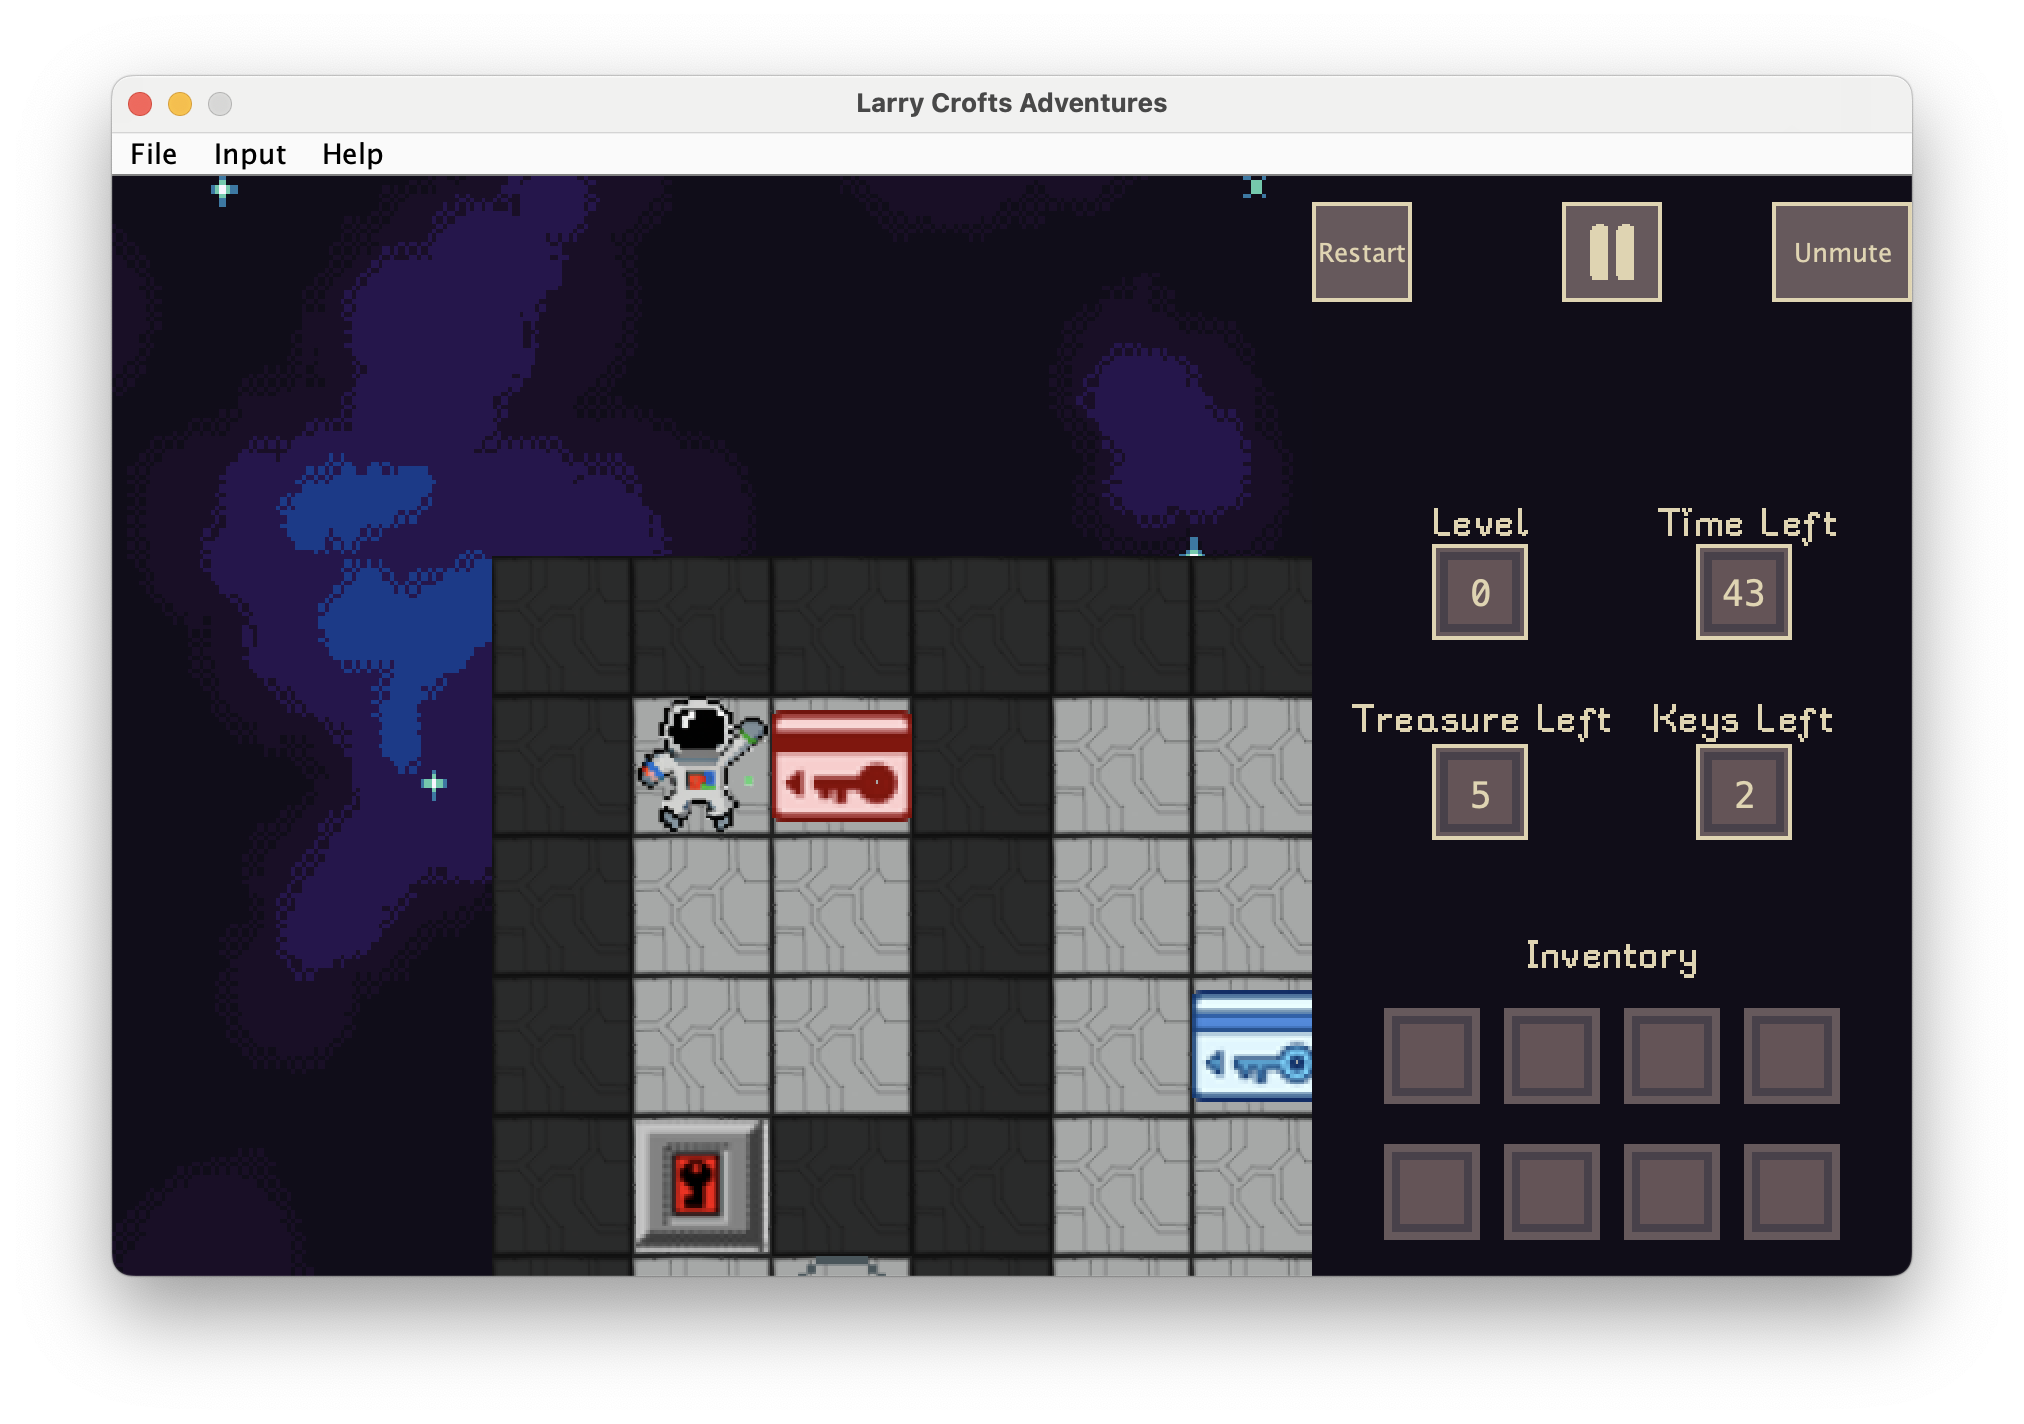 Larry Crofts Adventures
File Input Help
Restart
Unmute
Level
Time Left
0
43
Treasure Left
Keys Left
5
2
Inventory